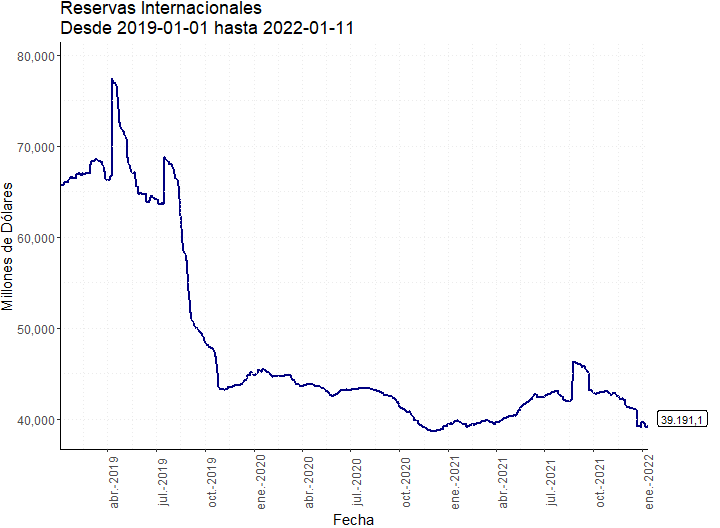 Reservas Internacionales
Desde 2019-01-01 hasta 2022-01-11
Millones de Dólares
80,000
70,000
60,000
50,000
40,000
39.191,1
abr.-2019
jul.-2019
oct.-2019
ene.-2020
abr.-2020
jul.-2020
oct.-2020
ene.-2021
abr.-2021
jul.-2021
oct.-2021
ene.-2022
Fecha